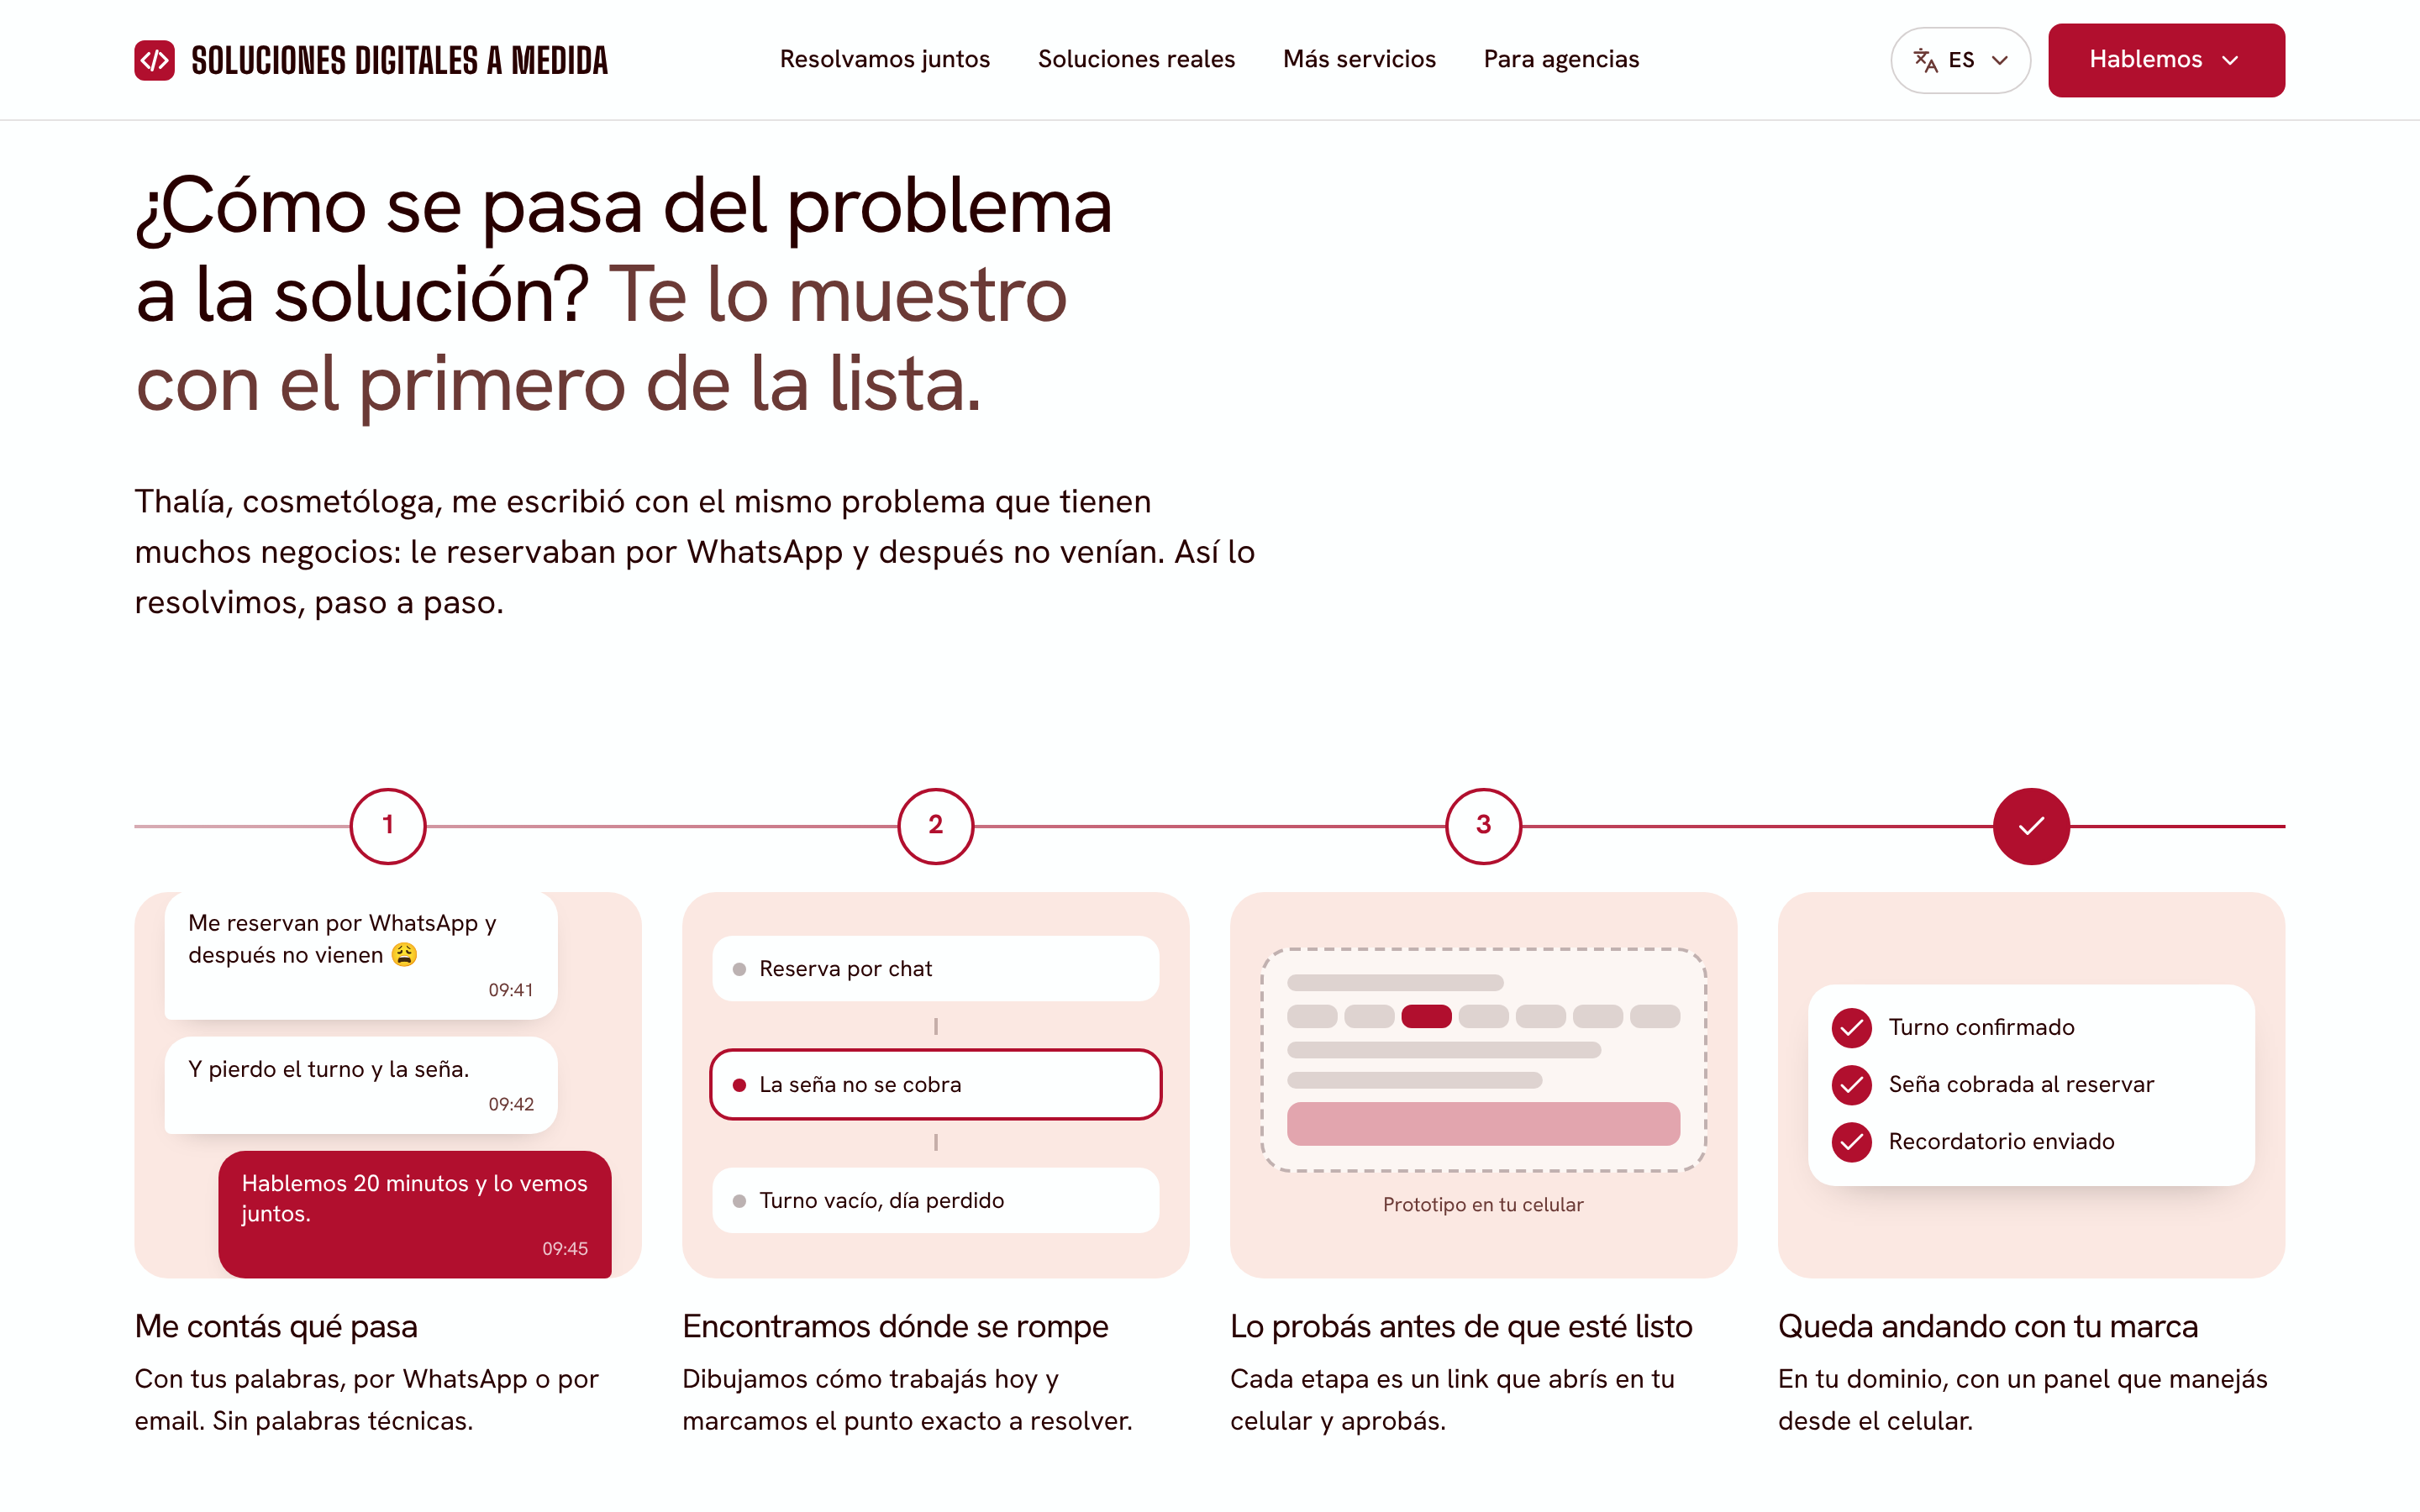 SOLUCIONES DIGITALES A MEDIDA
Resolvamos juntos
Soluciones reales
Más servicios
Para agencias
ES
Hablemos
¿Cómo se pasa del problema
a la solución? Te lo muestro
con el primero de la lista.
Thalía, cosmetóloga, me escribió con el mismo problema que tienen
muchos negocios: le reservaban por WhatsApp y después no venían. Así lo
resolvimos, paso a paso.
1
2
3
Me reservan por WhatsApp y
después no vienen 😩
09:41
Y pierdo el turno y la seña.
09:42
Hablemos 20 minutos y lo vemos
juntos.
09:45
Reserva por chat
La seña no se cobra
Turno vacío, día perdido
Prototipo en tu celular
Turno confirmado
Seña cobrada al reservar
Recordatorio enviado
Me contás qué pasa
Con tus palabras, por WhatsApp o por
email. Sin palabras técnicas.
Encontramos dónde se rompe
Dibujamos cómo trabajás hoy y
marcamos el punto exacto a resolver.
Lo probás antes de que esté listo
Cada etapa es un link que abrís en tu
celular y aprobás.
Queda andando con tu marca
En tu dominio, con un panel que manejás
desde el celular.